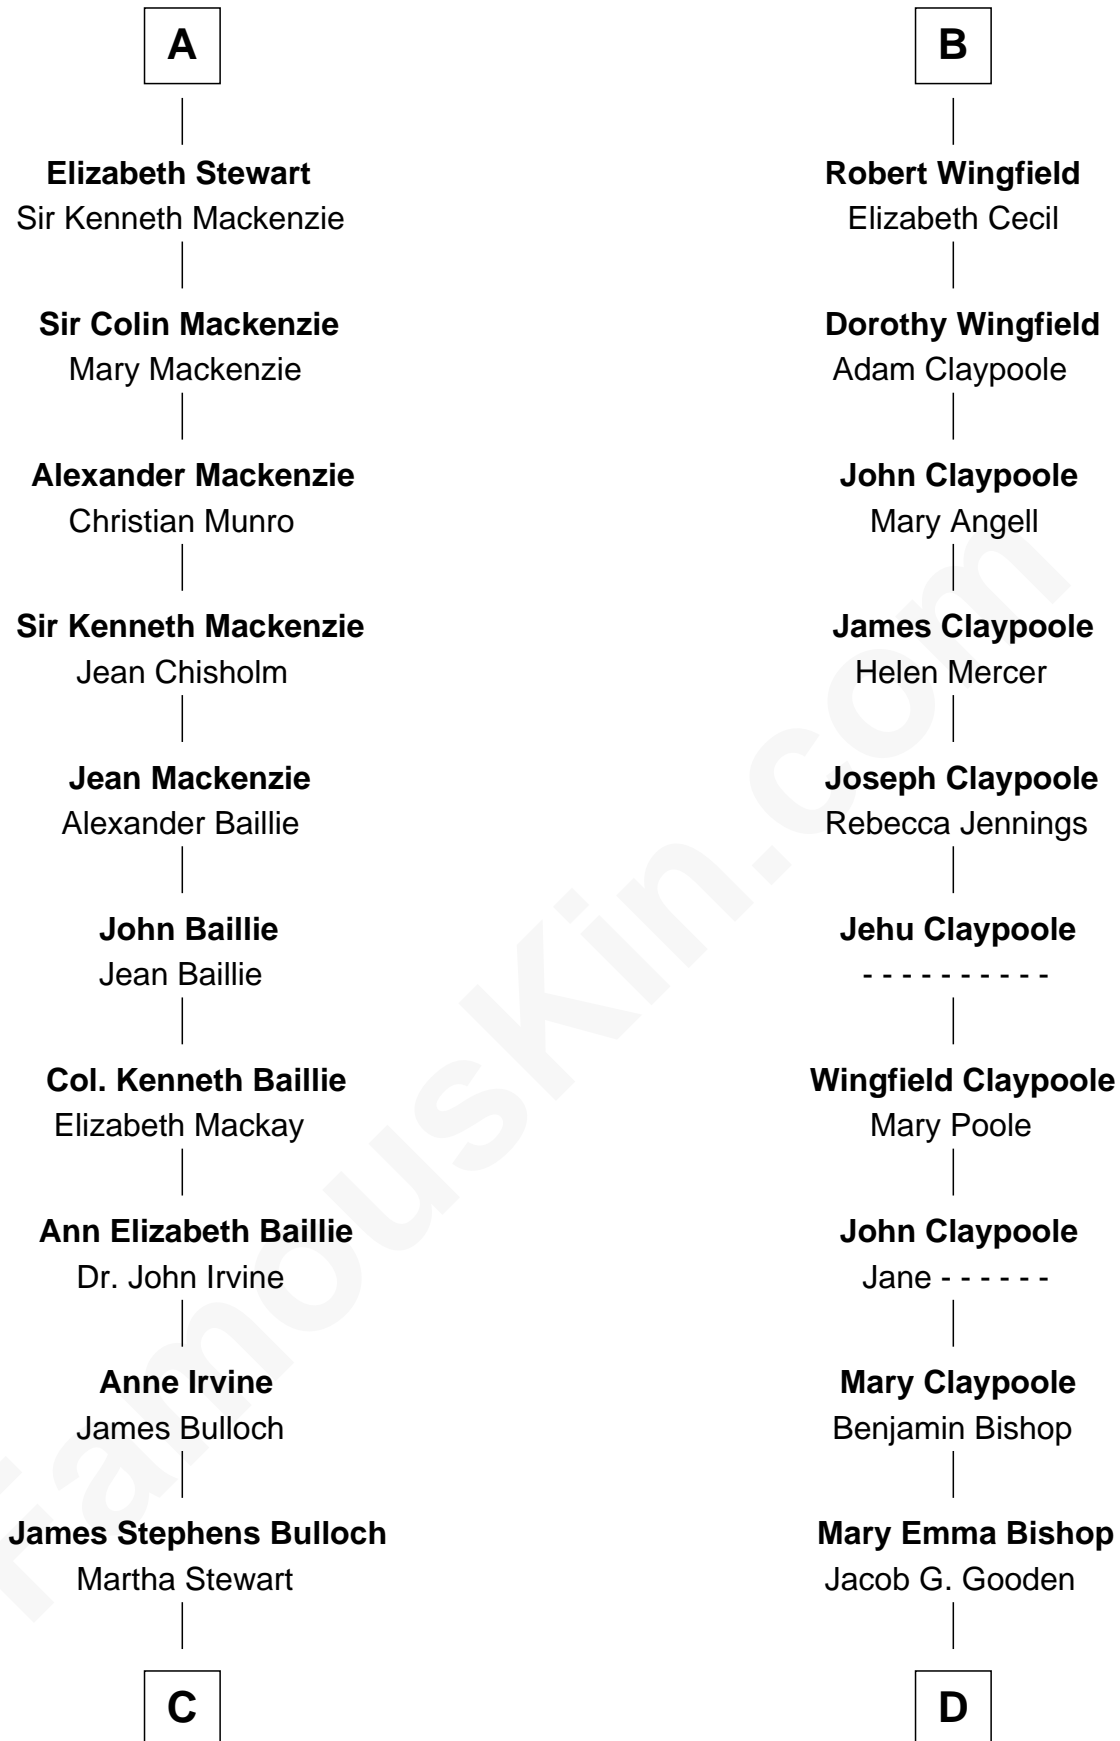 A
Elizabeth Stewart
Sir Kenneth Mackenzie
Sir Colin Mackenzie
Mary Mackenzie
Alexander Mackenzie
Christian Munro
Sir Kenneth Mackenzie
Jean Chisholm
Jean Mackenzie
Alexander Baillie
John Baillie
Jean Baillie
Col. Kenneth Baillie
Elizabeth Mackay
Ann Elizabeth Baillie
Dr. John Irvine
Anne Irvine
James Bulloch
James Stephens Bulloch
Martha Stewart
C
B
Robert Wingfield
Elizabeth Cecil
Dorothy Wingfield
Adam Claypoole
John Claypoole
Mary Angell
James Claypoole
Helen Mercer
Joseph Claypoole
Rebecca Jennings
Jehu Claypoole
- - - - - - - - - -
Wingfield Claypoole
Mary Poole
John Claypoole
Jane - - - - - -
Mary Claypoole
Benjamin Bishop
Mary Emma Bishop
Jacob G. Gooden
D
FamousKin.com